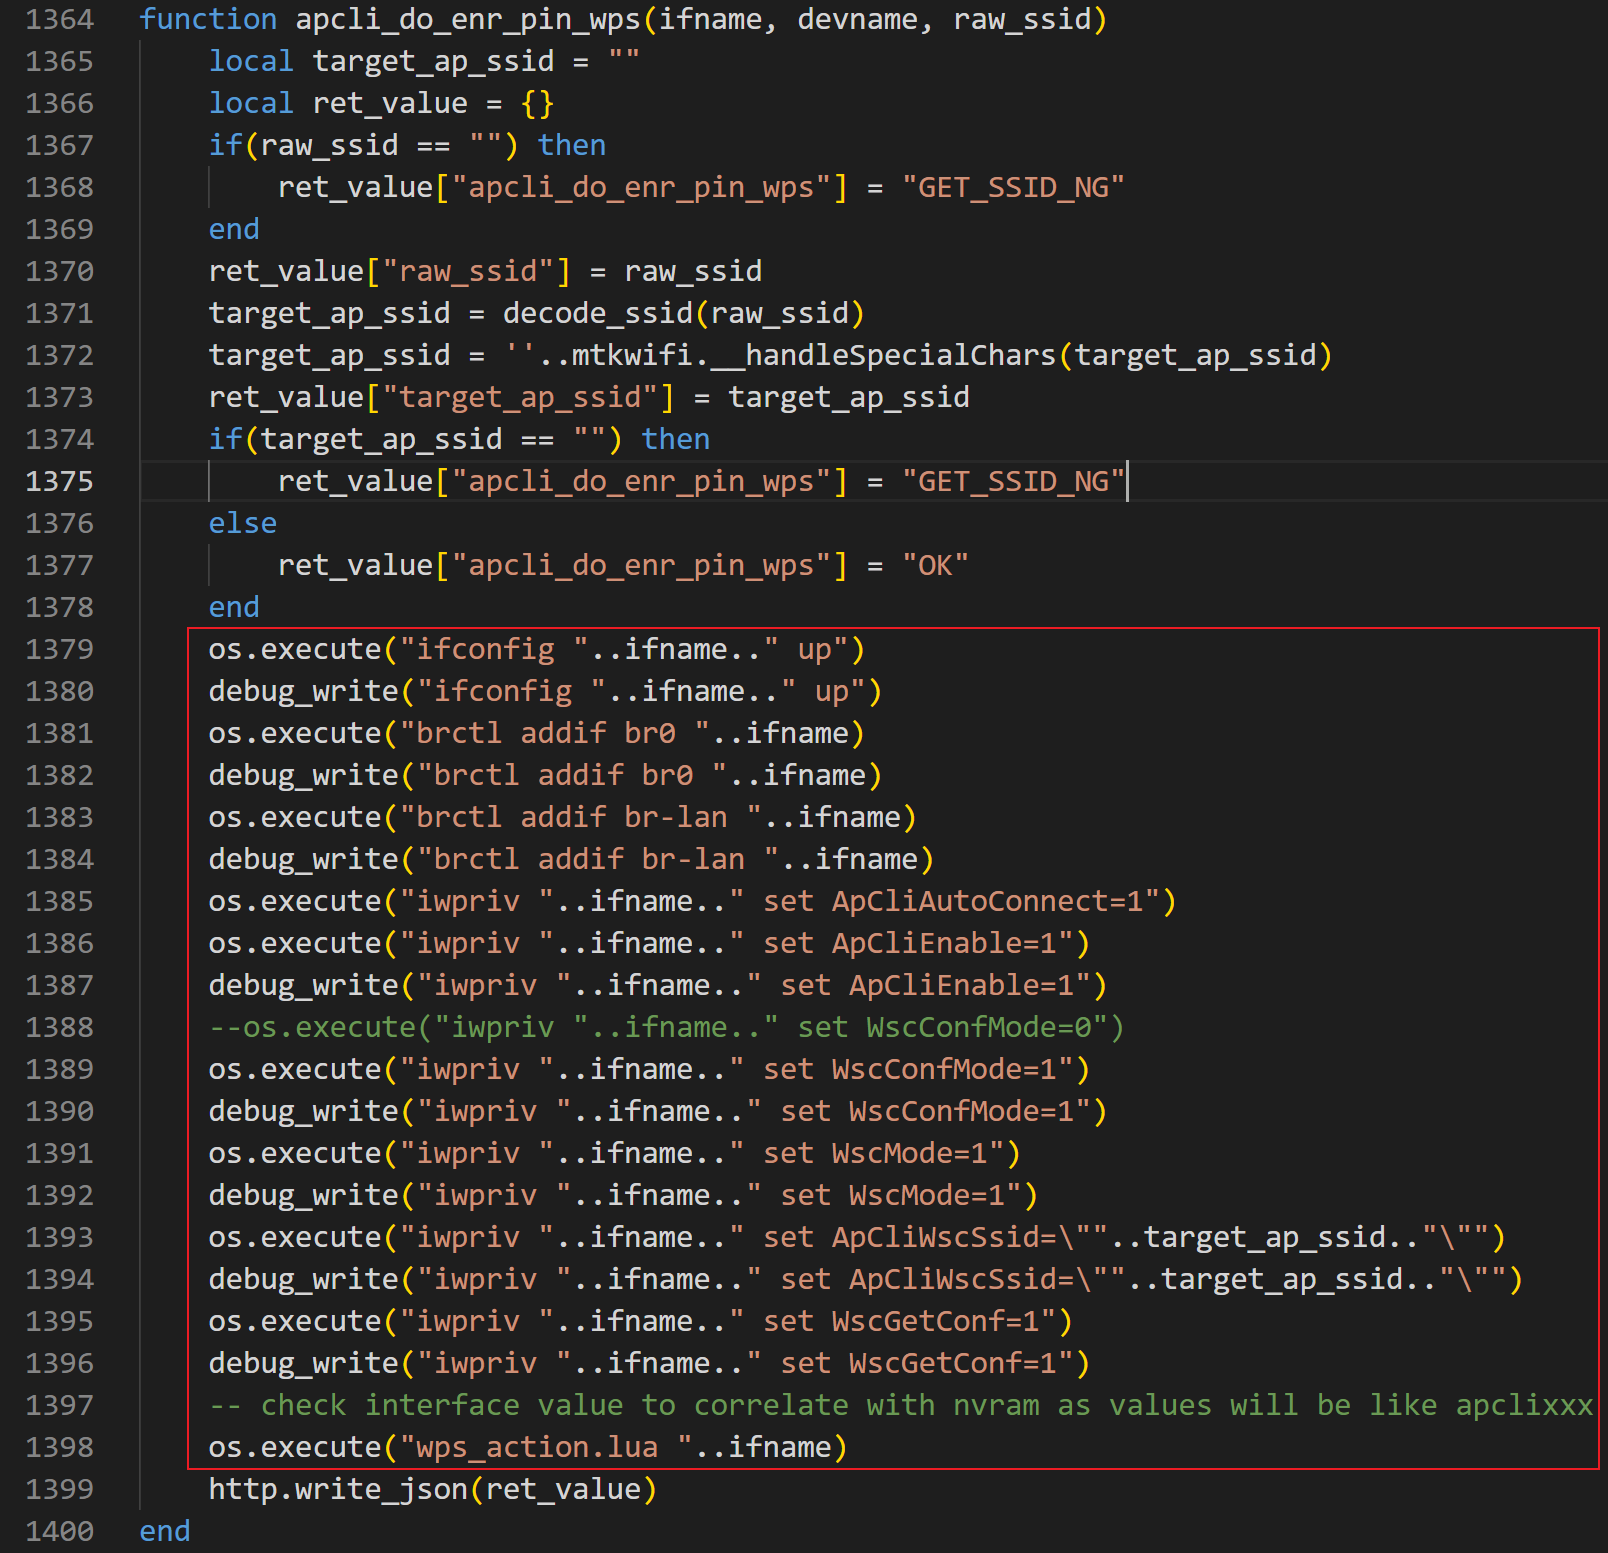 1364 function apcli_do_enr_pin_wps(ifname, devname, raw_ssid)
1365     local target_ap_ssid = ""
1366     local ret_value = {}
1367     if(raw_ssid == "") then
1368         ret_value["apcli_do_enr_pin_wps"] = "GET_SSID_NG"
1369     end
1370     ret_value["raw_ssid"] = raw_ssid
1371     target_ap_ssid = decode_ssid(raw_ssid)
1372     target_ap_ssid = ''..mtkwifi.__handleSpecialChars(target_ap_ssid)
1373     ret_value["target_ap_ssid"] = target_ap_ssid
1374     if(target_ap_ssid == "") then
1375         ret_value["apcli_do_enr_pin_wps"] = "GET_SSID_NG"
1376     else
1377         ret_value["apcli_do_enr_pin_wps"] = "OK"
1378     end
1379     os.execute("ifconfig "..ifname.." up")
1380     debug_write("ifconfig "..ifname.." up")
1381     os.execute("brctl addif br0 "..ifname)
1382     debug_write("brctl addif br0 "..ifname)
1383     os.execute("brctl addif br-lan "..ifname)
1384     debug_write("brctl addif br-lan "..ifname)
1385     os.execute("iwpriv "..ifname.." set ApCliAutoConnect=1")
1386     os.execute("iwpriv "..ifname.." set ApCliEnable=1")
1387     debug_write("iwpriv "..ifname.." set ApCliEnable=1")
1388     --os.execute("iwpriv "..ifname.." set WscConfMode=0")
1389     os.execute("iwpriv "..ifname.." set WscConfMode=1")
1390     debug_write("iwpriv "..ifname.." set WscConfMode=1")
1391     os.execute("iwpriv "..ifname.." set WscMode=1")
1392     debug_write("iwpriv "..ifname.." set WscMode=1")
1393     os.execute("iwpriv "..ifname.." set ApCliWscSsid=\""..target_ap_ssid.."\"")
1394     debug_write("iwpriv "..ifname.." set ApCliWscSsid=\""..target_ap_ssid.."\"")
1395     os.execute("iwpriv "..ifname.." set WscGetConf=1")
1396     debug_write("iwpriv "..ifname.." set WscGetConf=1")
1397     -- check interface value to correlate with nvram as values will be like apclixxx
1398     os.execute("wps_action.lua "..ifname)
1399     http.write_json(ret_value)
1400 end